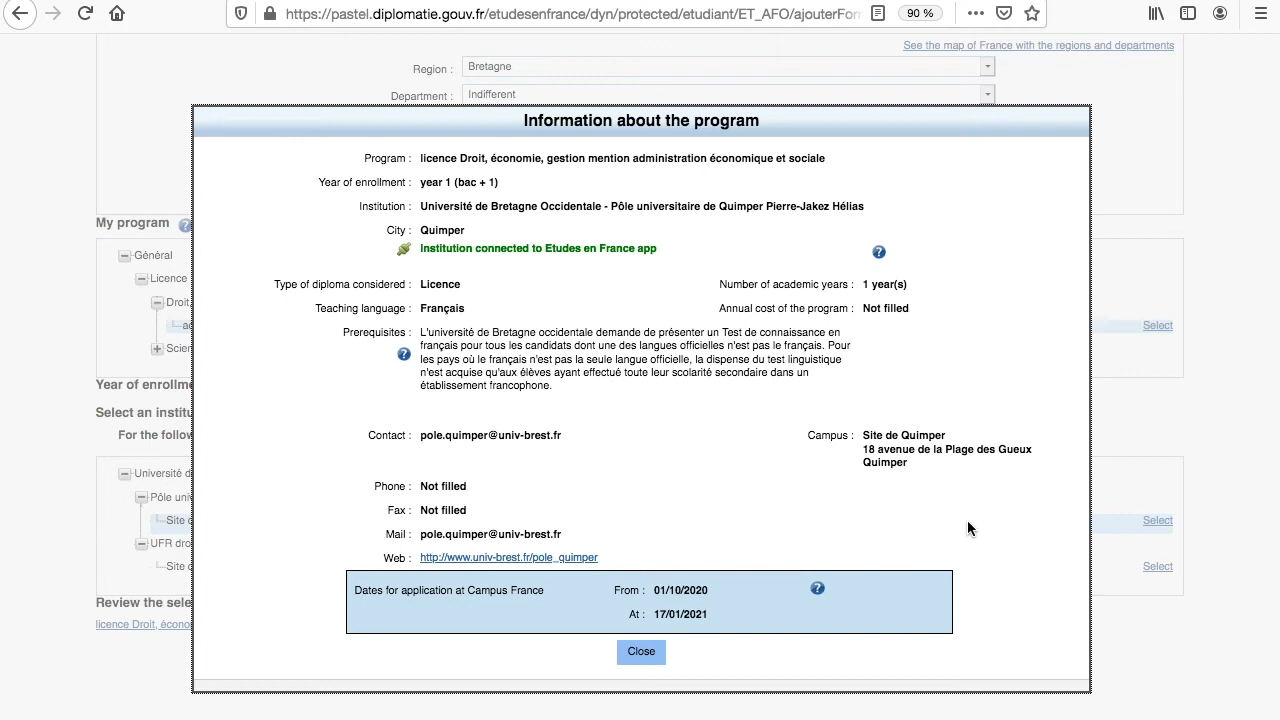 https://pastel.diplomatie.gouv.fr/etudesenfrance/dyn/protected/etudiant/ET_AFO/ajouterFor
90 %
See the map of France with the regions and departments
Region : Bretagne
Department : Indifferent
Information about the program
Program : licence Droit, économie, gestion mention administration économique et sociale
Year of enrollment : year 1 (bac + 1)
Institution : Université de Bretagne Occidentale - Pôle universitaire de Quimper Pierre-Jakez Hélias
City : Quimper
Institution connected to Etudes en France app
Type of diploma considered : Licence
Number of academic years : 1 year(s)
Teaching language : Français
Annual cost of the program : Not filled
Prerequisites : L'université de Bretagne occidentale demande de présenter un Test de connaissance en
français pour tous les candidats dont une des langues officielles n'est pas le français. Pour
les pays où le français n'est pas la seule langue officielle, la dispense du test linguistique
n'est acquise qu'aux élèves ayant effectué toute leur scolarité secondaire dans un
établissement francophone.
Contact : pole.quimper@univ-brest.fr
Campus : Site de Quimper
18 avenue de la Plage des Gueux
Quimper
Phone : Not filled
Fax : Not filled
Mail : pole.quimper@univ-brest.fr
Web : http://www.univ-brest.fr/pole_quimper
Dates for application at Campus France From : 01/10/2020
At : 17/01/2021
Close
My program
Général
Licence
Droit,
Select
Scien
Year of enrollme
Select an institu
For the follow
Université d
Pôle univ
Site d
Select
UFR dro
Site d
Select
Review the sele
licence Droit, écono